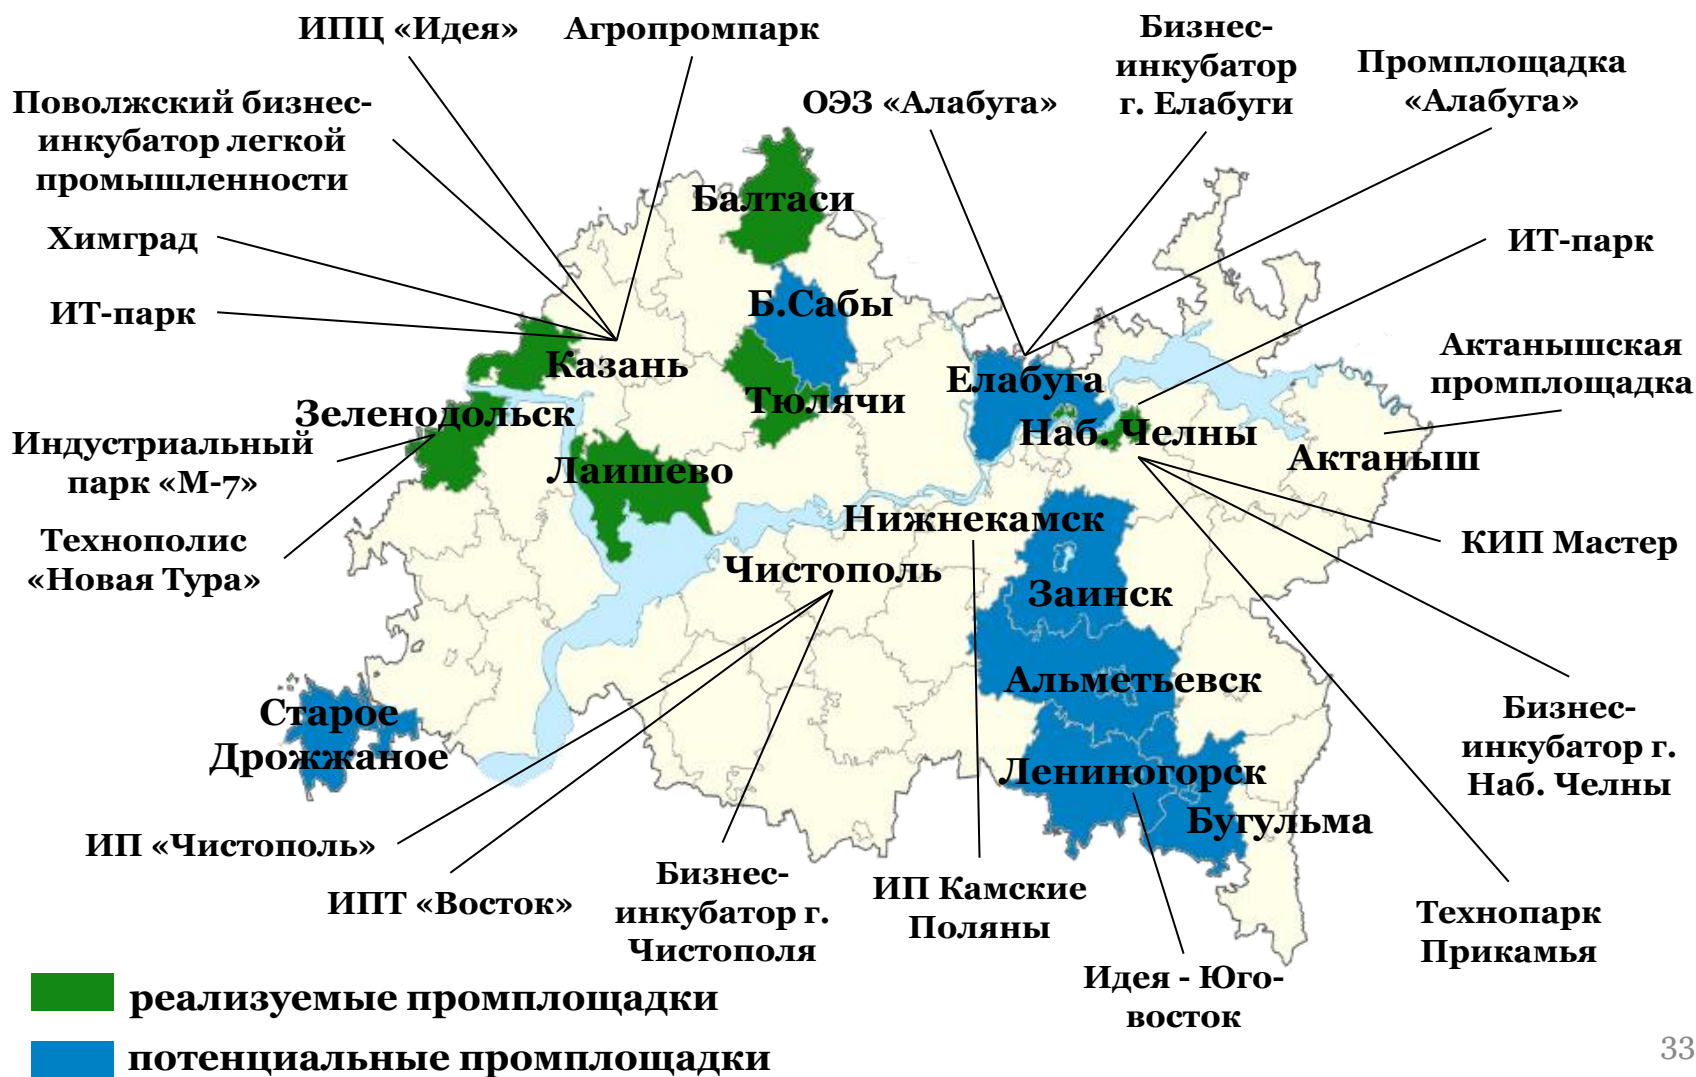 ИПЦ «Идея»
Агропромпарк
Бизнес-
инкубатор
г. Елабуги
Промплощадка
«Алабуга»
ОЭЗ «Алабуга»
Поволжский бизнес-
инкубатор легкой
промышленности
Химград
ИТ-парк
ИТ-парк
Балтаси
Б.Сабы
Казань
Тюлячи
Елабуга
Актанышская
промплощадка
Зеленодольск
Наб. Челны
Актаныш
Индустриальный
парк «М-7»
Лаишево
Нижнекамск
Технополис
«Новая Тура»
Чистополь
КИП Мастер
Заинск
Альметьевск
Старое
Дрожжаное
Лениногорск
Бугульма
Бизнес-
инкубатор г.
Наб. Челны
ИП «Чистополь»
ИПТ «Восток»
Бизнес-
инкубатор г.
Чистополя
ИП Камские
Поляны
Идея - Юго-
восток
Технопарк
Прикамья
реализуемые промплощадки
потенциальные промплощадки
33